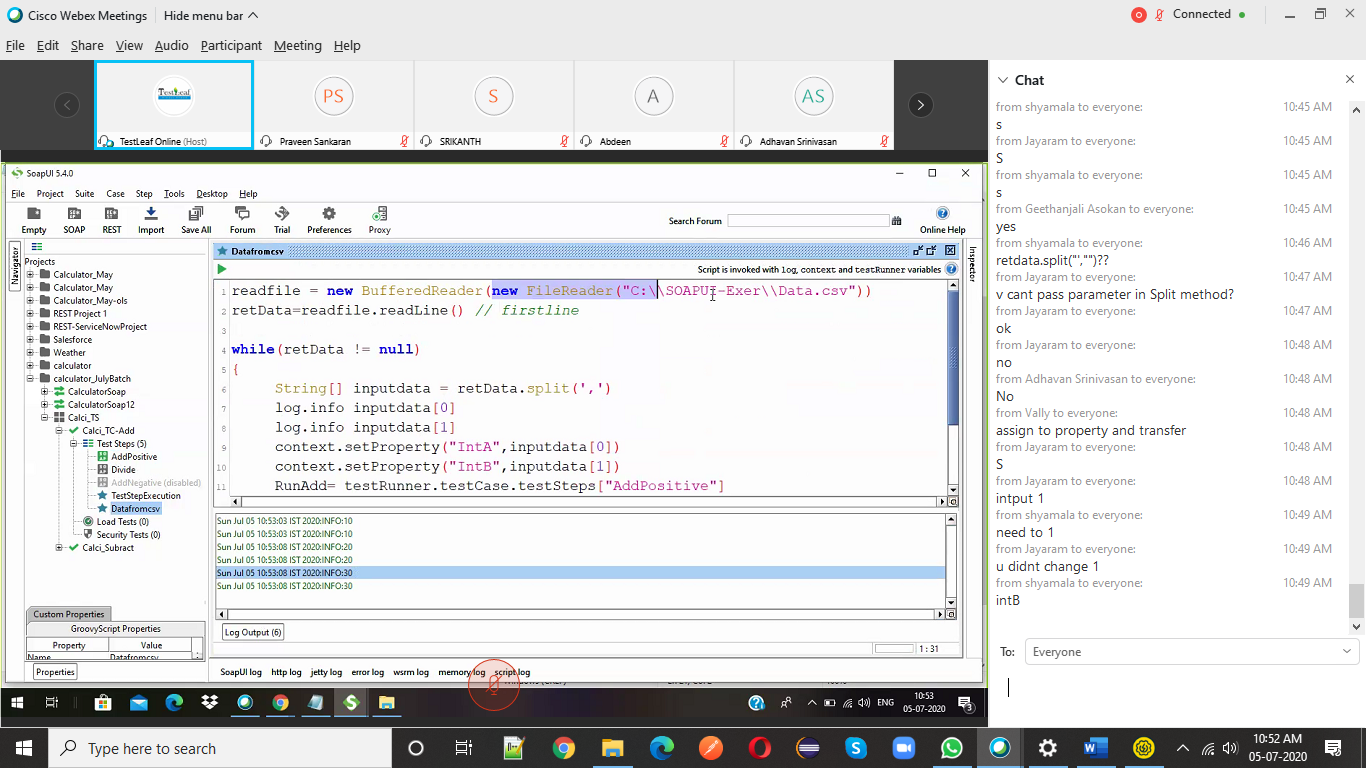 Cisco Webex Meetings Hide menu bar Connected
File Edit Share View Audio Participant Meeting Help
TestLeaf
PS
S
A
AS
TestLeaf Online (Host)
Praveen Sankaran
SRIKANTH
Abdeen
Adhavan Srinivasan
SoapUI 5.4.0
File Project Suite Case Step Tools Desktop Help
Empty SOAP REST Import Save All Forum Trial Preferences Proxy
Search Forum
Online Help
Navigator
Projects
Calculator_May
Calculator_May
Calculator_May-ols
REST Project 1
REST-ServiceNowProject
Salesforce
Weather
calculator
calculator_JulyBatch
CalculatorSoap
CalculatorSoap12
Calci_TS
Calci_TC-Add
Test Steps (5)
AddPositive
Divide
AddNegative (disabled)
TestStepExecution
Datafromcsv
Load Tests (0)
Security Tests (0)
Calci_Subract
Custom Properties
GroovyScript Properties
Property Value
Name Datafromcsv
Properties
Datafromcsv
Script is invoked with log, context and testRunner variables
Inspector
1 readfile = new BufferedReader(new FileReader("C:\\SOAPUI-Exer\\Data.csv"))
2 retData=readfile.readLine() // firstline
3
4 while(retData != null)
5 {
6 String[] inputdata = retData.split(',')
7 log.info inputdata[0]
8 log.info inputdata[1]
9 context.setProperty("IntA",inputdata[0])
10 context.setProperty("IntB",inputdata[1])
11 RunAdd= testRunner.testCase.testSteps["AddPositive"]
Sun Jul 05 10:53:03 IST 2020:INFO:10
Sun Jul 05 10:53:03 IST 2020:INFO:10
Sun Jul 05 10:53:08 IST 2020:INFO:20
Sun Jul 05 10:53:08 IST 2020:INFO:20
Sun Jul 05 10:53:08 IST 2020:INFO:30
Sun Jul 05 10:53:08 IST 2020:INFO:30
Log Output (6)
1 : 31
SoapUI log http log jetty log error log wsrm log memory log script log
ENG
10:53
05-07-2020
3
Chat
from shyamala to everyone: 10:45 AM
s
from Jayaram to everyone: 10:45 AM
S
from shyamala to everyone: 10:45 AM
s
from Geethanjali Asokan to everyone: 10:45 AM
yes
from shyamala to everyone: 10:46 AM
retdata.split("',"")??
from Jayaram to everyone: 10:47 AM
v cant pass parameter in Split method?
from Jayaram to everyone: 10:47 AM
ok
from Jayaram to everyone: 10:48 AM
no
from Adhavan Srinivasan to everyone: 10:48 AM
No
from Vally to everyone: 10:48 AM
assign to property and transfer
from shyamala to everyone: 10:48 AM
S
from Jayaram to everyone: 10:48 AM
intput 1
from shyamala to everyone: 10:49 AM
need to 1
from Jayaram to everyone: 10:49 AM
u didnt change 1
from shyamala to everyone: 10:49 AM
intB
To: Everyone
Type here to search
10:52 AM
05-07-2020